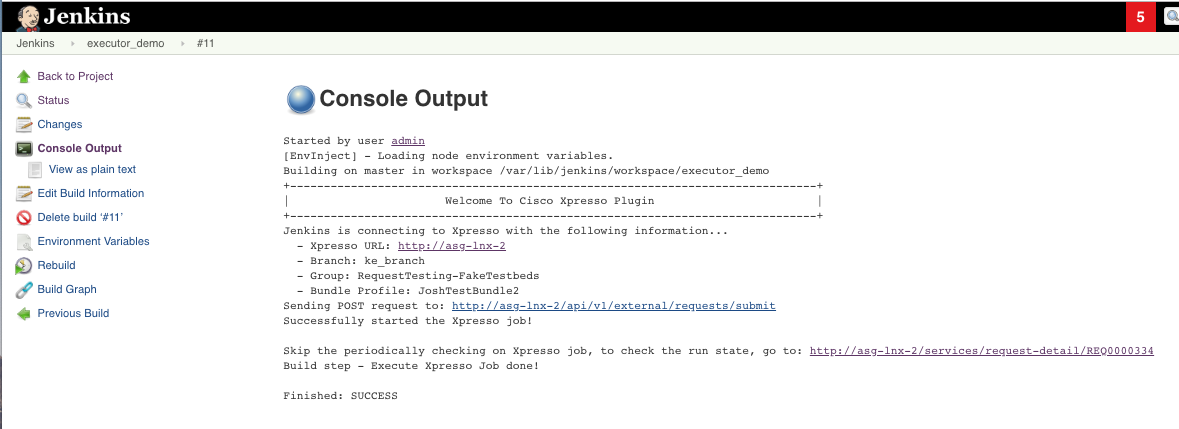 Jenkins
5
Jenkins executor_demo #11
Back to Project
Status
Changes
Console Output
View as plain text
Edit Build Information
Delete build ‘#11’
Environment Variables
Rebuild
Build Graph
Previous Build
Console Output
Started by user admin
[EnvInject] - Loading node environment variables.
Building on master in workspace /var/lib/jenkins/workspace/executor_demo
+------------------------------------------------------------------------------+
| Welcome To Cisco Xpresso Plugin |
+------------------------------------------------------------------------------+
Jenkins is connecting to Xpresso with the following information...
- Xpresso URL: http://asg-lnx-2
- Branch: ke_branch
- Group: RequestTesting-FakeTestbeds
- Bundle Profile: JoshTestBundle2
Sending POST request to: http://asg-lnx-2/api/v1/external/requests/submit
Successfully started the Xpresso job!
Skip the periodically checking on Xpresso job, to check the run state, go to: http://asg-lnx-2/services/request-detail/REQ0000334
Build step - Execute Xpresso Job done!
Finished: SUCCESS